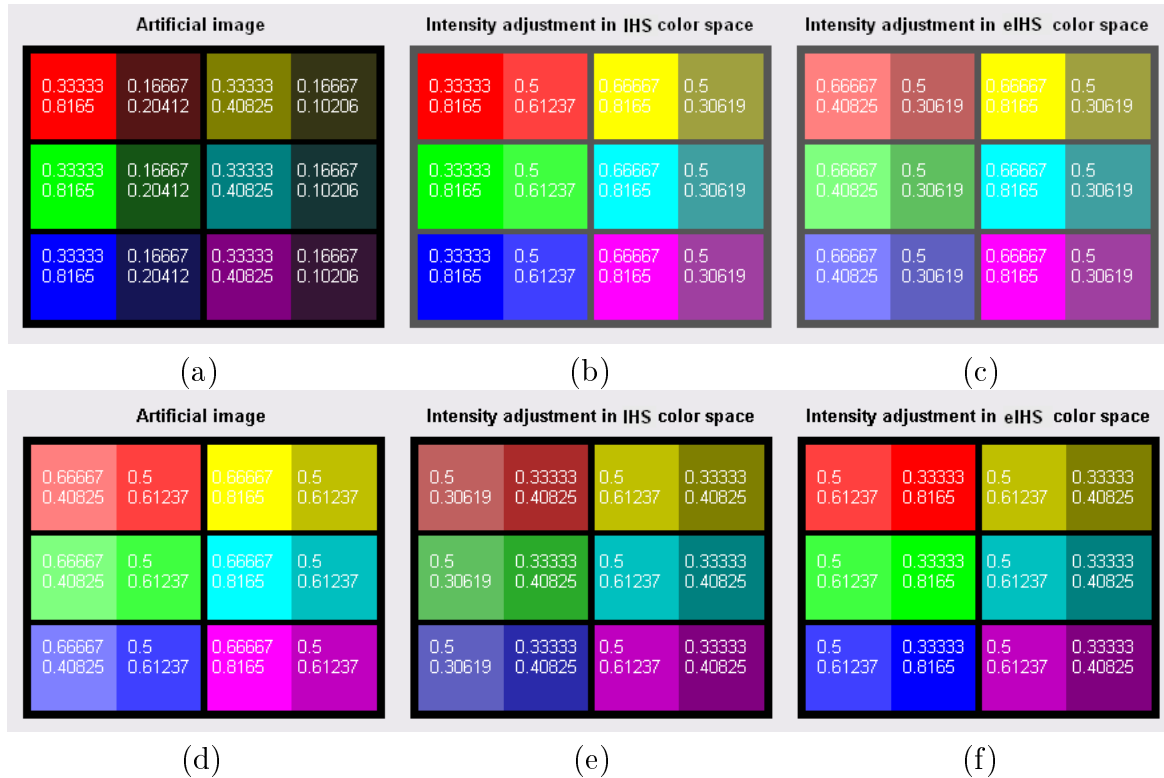 Artificial image
Intensity adjustment in IHS color space
Intensity adjustment in eIHS color space
0.33333 0.16667 0.33333 0.16667
0.8165 0.20412 0.40825 0.10206
0.33333 0.5 0.66667 0.5
0.8165 0.61237 0.8165 0.30619
0.66667 0.5 0.66667 0.5
0.40825 0.30619 0.8165 0.30619
0.33333 0.16667 0.33333 0.16667
0.8165 0.20412 0.40825 0.10206
0.33333 0.5 0.66667 0.5
0.8165 0.61237 0.8165 0.30619
0.66667 0.5 0.66667 0.5
0.40825 0.30619 0.8165 0.30619
0.33333 0.16667 0.33333 0.16667
0.8165 0.20412 0.40825 0.10206
0.33333 0.5 0.66667 0.5
0.8165 0.61237 0.8165 0.30619
0.66667 0.5 0.66667 0.5
0.40825 0.30619 0.8165 0.30619
(a)
(b)
(c)
Artificial image
Intensity adjustment in IHS color space
Intensity adjustment in eIHS color space
0.66667 0.5 0.66667 0.5
0.40825 0.61237 0.8165 0.61237
0.5 0.33333 0.5 0.33333
0.30619 0.40825 0.61237 0.40825
0.5 0.33333 0.5 0.33333
0.61237 0.8165 0.61237 0.40825
0.66667 0.5 0.66667 0.5
0.40825 0.61237 0.8165 0.61237
0.5 0.33333 0.5 0.33333
0.30619 0.40825 0.61237 0.40825
0.5 0.33333 0.5 0.33333
0.61237 0.8165 0.61237 0.40825
0.66667 0.5 0.66667 0.5
0.40825 0.61237 0.8165 0.61237
0.5 0.33333 0.5 0.33333
0.30619 0.40825 0.61237 0.40825
0.5 0.33333 0.5 0.33333
0.61237 0.8165 0.61237 0.40825
(d)
(e)
(f)